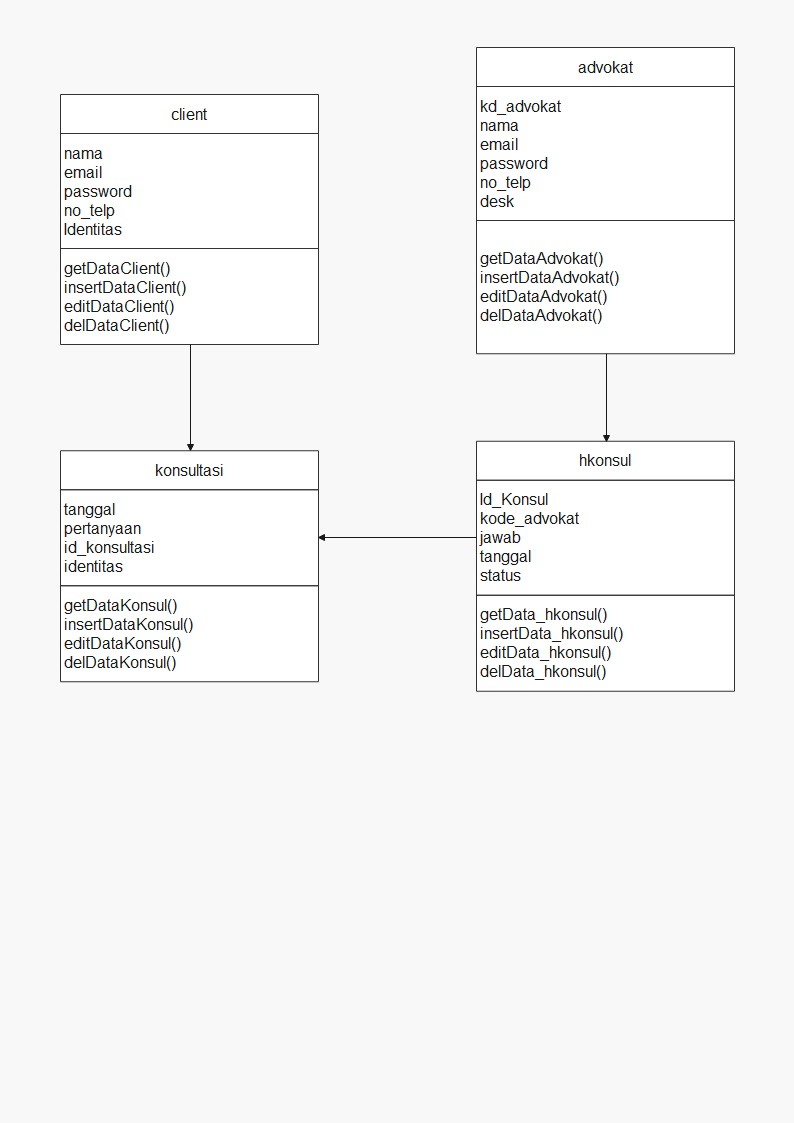 client
nama
email
password
no_telp
Identitas
getDataClient()
insertDataClient()
editDataClient()
delDataClient()
advokat
kd_advokat
nama
email
password
no_telp
desk
getDataAdvokat()
insertDataAdvokat()
editDataAdvokat()
delDataAdvokat()
konsultasi
tanggal
pertanyaan
id_konsultasi
identitas
getDataKonsul()
insertDataKonsul()
editDataKonsul()
delDataKonsul()
hkonsul
Id_Konsul
kode_advokat
jawab
tanggal
status
getData_hkonsul()
insertData_hkonsul()
editData_hkonsul()
delData_hkonsul()